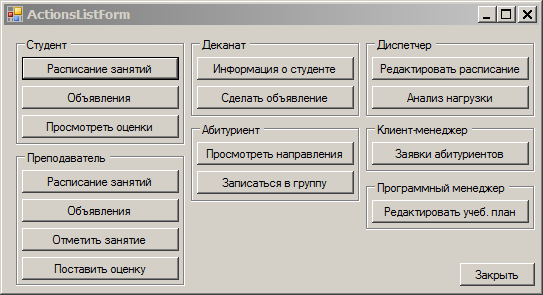 ActionsListForm
Студент
Расписание занятий
Объявления
Просмотреть оценки
Преподаватель
Расписание занятий
Объявления
Отметить занятие
Поставить оценку
Деканат
Информация о студенте
Сделать объявление
Абитуриент
Просмотреть направления
Записаться в группу
Диспетчер
Редактировать расписание
Анализ нагрузки
Клиент-менеджер
Заявки абитуриентов
Программный менеджер
Редактировать учеб. план
Закрыть